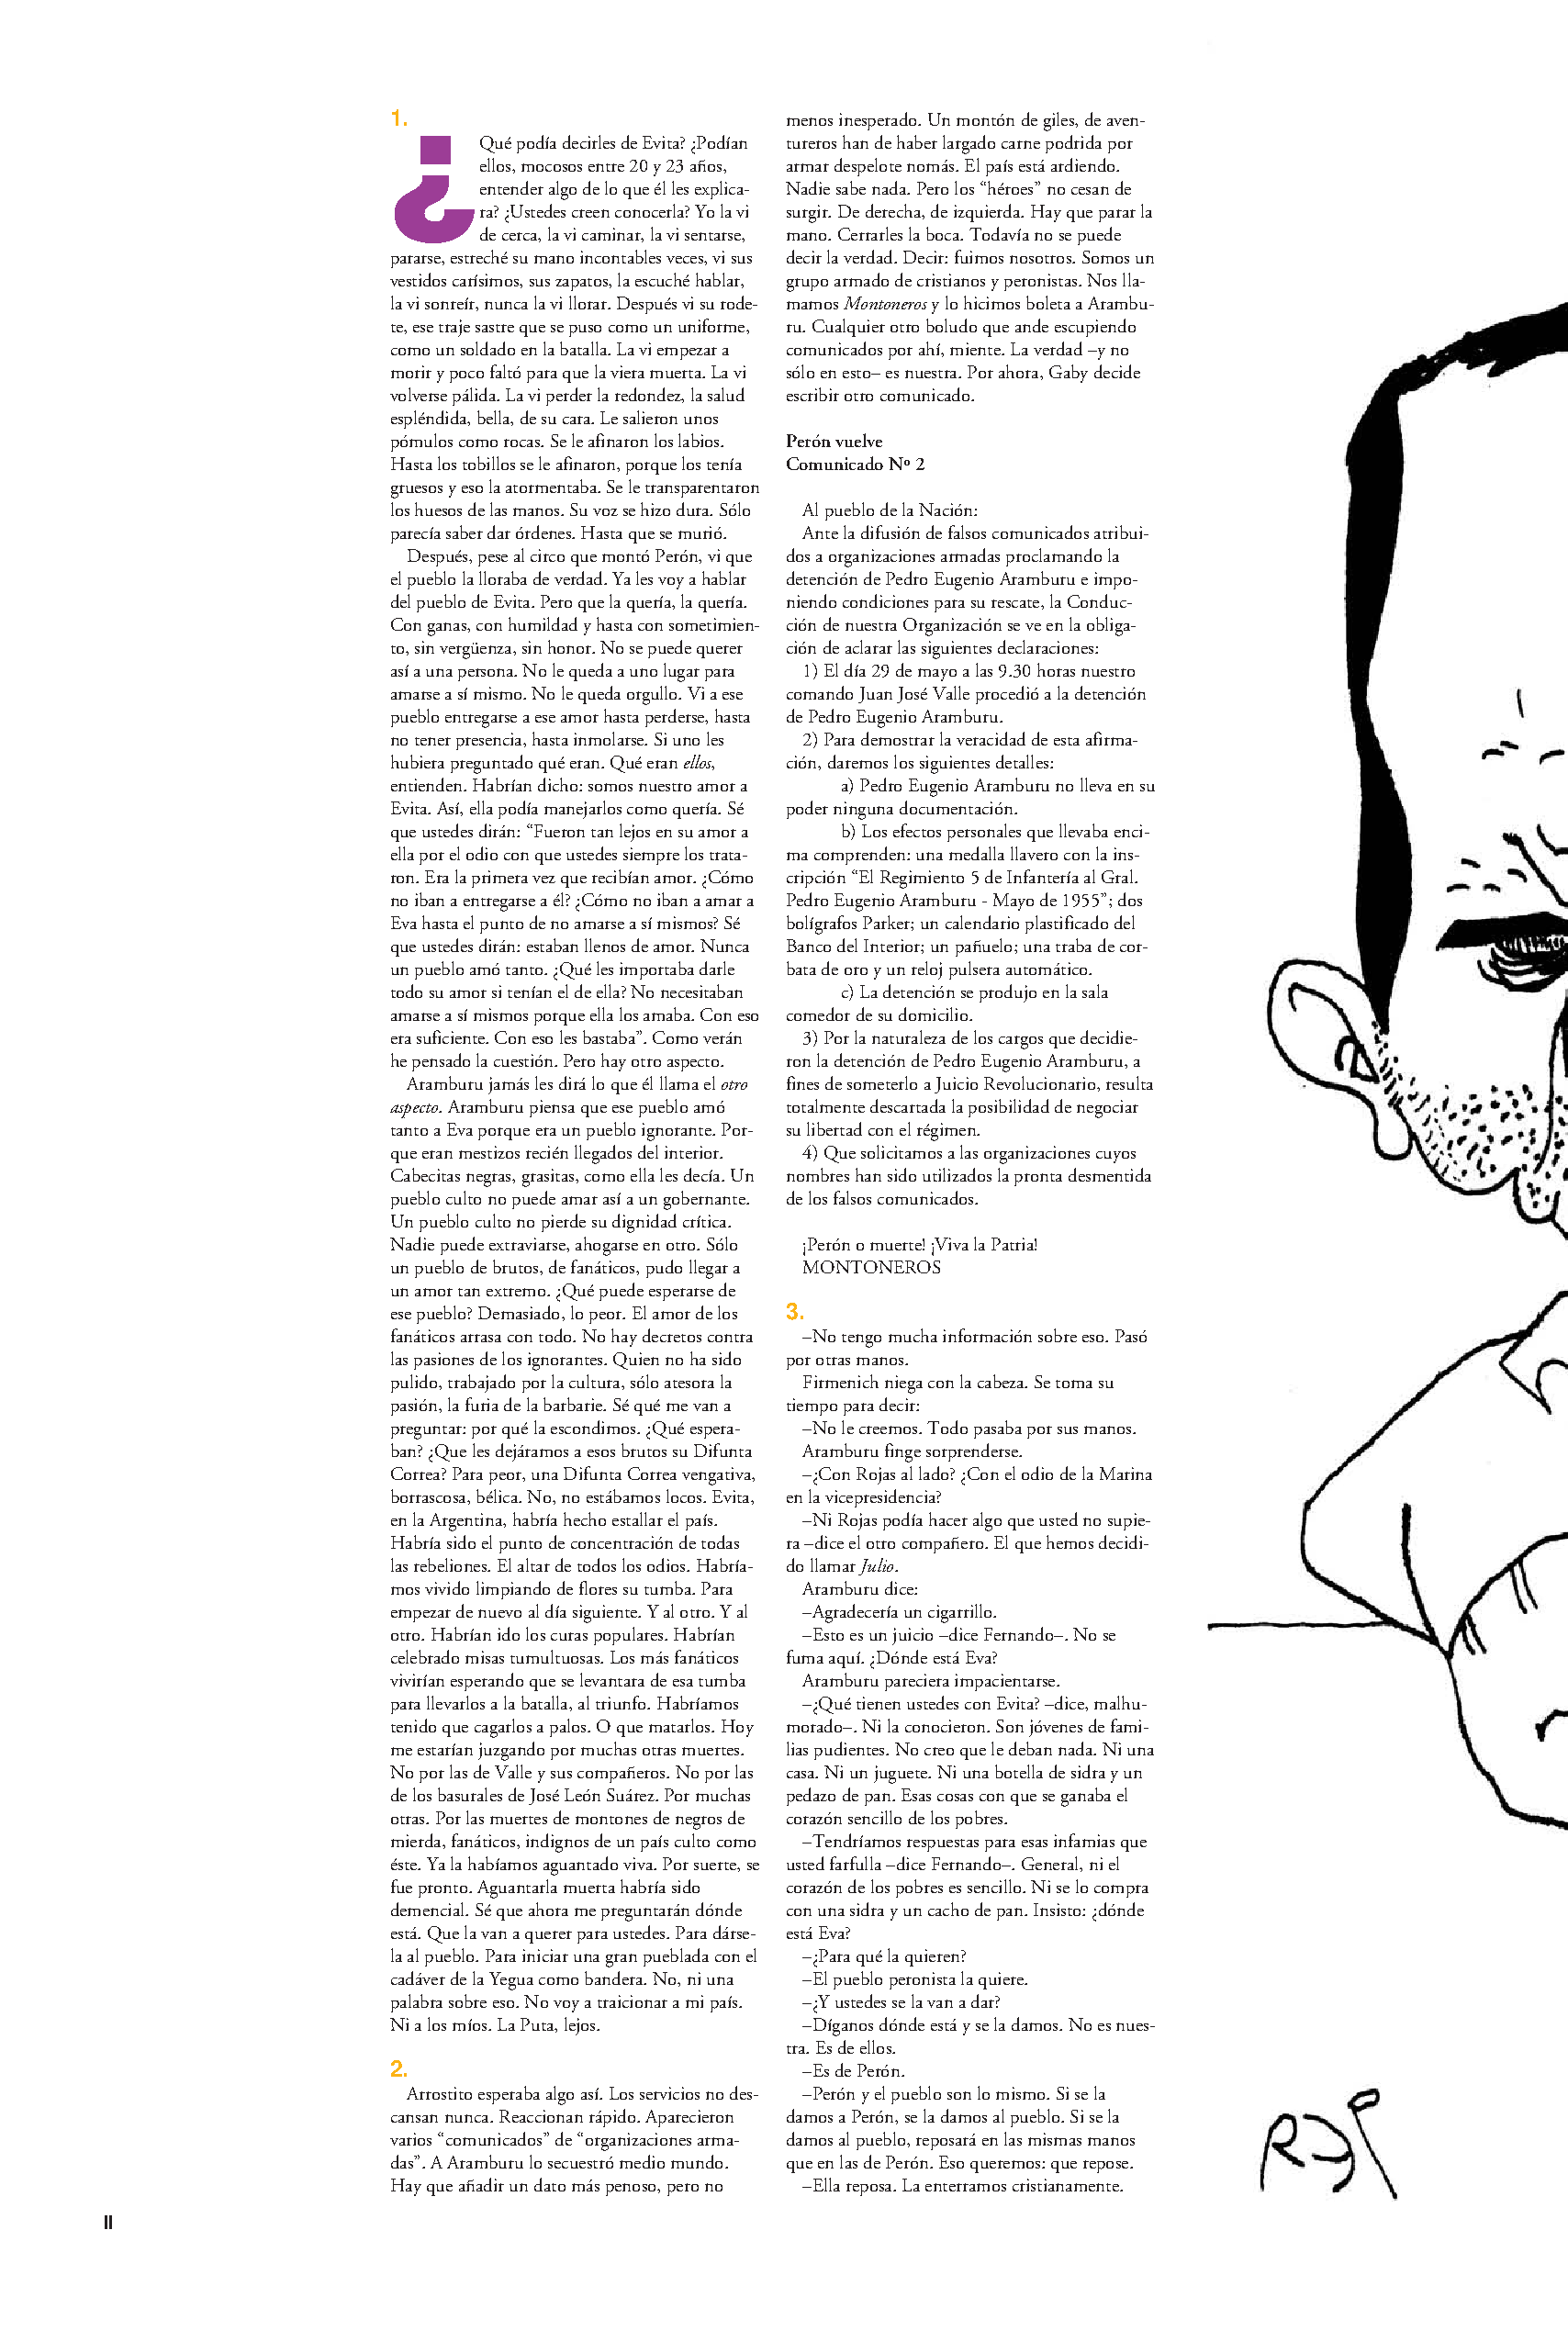 1.
¿Qué podía decirles de Evita? ¿Podían
ellos, mocosos entre 20 y 23 años,
entender algo de lo que él les explica-
ra? ¿Ustedes creen conocerla? Yo la vi
de cerca, la vi caminar, la vi sentarse,
pararse, estreché su mano incontables veces, vi sus
vestidos carísimos, sus zapatos, la escuché hablar,
la vi sonreír, nunca la vi llorar. Después vi su rode-
te, ese traje sastre que se puso como un uniforme,
como un soldado en la batalla. La vi empezar a
morir y poco faltó para que la viera muerta. La vi
volverse pálida. La vi perder la redondez, la salud
espléndida, bella, de su cara. Le salieron unos
pómulos como rocas. Se le afinaron los labios.
Hasta los tobillos se le afinaron, porque los tenía
gruesos y eso la atormentaba. Se le transparentaron
los huesos de las manos. Su voz se hizo dura. Sólo
parecía saber dar órdenes. Hasta que se murió.
Después, pese al circo que montó Perón, vi que
el pueblo la lloraba de verdad. Ya les voy a hablar
del pueblo de Evita. Pero que la quería, la quería.
Con ganas, con humildad y hasta con sometimien-
to, sin vergüenza, sin honor. No se puede querer
así a una persona. No le queda a uno lugar para
amarse a sí mismo. No le queda orgullo. Vi a ese
pueblo entregarse a ese amor hasta perderse, hasta
no tener presencia, hasta inmolarse. Si uno les
hubiera preguntado qué eran. Qué eran ellos,
entienden. Habrían dicho: somos nuestro amor a
Evita. Así, ella podía manejarlos como quería. Sé
que ustedes dirán: “Fueron tan lejos en su amor a
ella por el odio con que ustedes siempre los trata-
ron. Era la primera vez que recibían amor. ¿Cómo
no iban a entregarse a él? ¿Cómo no iban a amar a
Eva hasta el punto de no amarse a sí mismos? Sé
que ustedes dirán: estaban llenos de amor. Nunca
un pueblo amó tanto. ¿Qué les importaba darle
todo su amor si tenían el de ella? No necesitaban
amarse a sí mismos porque ella los amaba. Con eso
era suficiente. Con eso les bastaba”. Como verán
he pensado la cuestión. Pero hay otro aspecto.
Aramburu jamás les dirá lo que él llama el otro
aspecto. Aramburu piensa que ese pueblo amó
tanto a Eva porque era un pueblo ignorante. Por-
que eran mestizos recién llegados del interior.
Cabecitas negras, grasitas, como ella les decía. Un
pueblo culto no puede amar así a un gobernante.
Un pueblo culto no pierde su dignidad crítica.
Nadie puede extraviarse, ahogarse en otro. Sólo
un pueblo de brutos, de fanáticos, pudo llegar a
un amor tan extremo. ¿Qué puede esperarse de
ese pueblo? Demasiado, lo peor. El amor de los
fanáticos arrasa con todo. No hay decretos contra
las pasiones de los ignorantes. Quien no ha sido
pulido, trabajado por la cultura, sólo atesora la
pasión, la furia de la barbarie. Sé qué me van a
preguntar: por qué la escondimos. ¿Qué espera-
ban? ¿Que les dejáramos a esos brutos su Difunta
Correa? Para peor, una Difunta Correa vengativa,
borrascosa, bélica. No, no estábamos locos. Evita,
en la Argentina, habría hecho estallar el país.
Habría sido el punto de concentración de todas
las rebeliones. El altar de todos los odios. Habría-
mos vivido limpiando de flores su tumba. Para
empezar de nuevo al día siguiente. Y al otro. Y al
otro. Habrían ido los curas populares. Habrían
celebrado misas tumultuosas. Los más fanáticos
vivirían esperando que se levantara de esa tumba
para llevarlos a la batalla, al triunfo. Habríamos
tenido que cagarlos a palos. O que matarlos. Hoy
me estarían juzgando por muchas otras muertes.
No por las de Valle y sus compañeros. No por las
de los basurales de José León Suárez. Por muchas
otras. Por las muertes de montones de negros de
mierda, fanáticos, indignos de un país culto como
éste. Ya la habíamos aguantado viva. Por suerte, se
fue pronto. Aguantarla muerta habría sido
demencial. Sé que ahora me preguntarán dónde
está. Que la van a querer para ustedes. Para dárse-
la al pueblo. Para iniciar una gran pueblada con el
cadáver de la Yegua como bandera. No, ni una
palabra sobre eso. No voy a traicionar a mi país.
Ni a los míos. La Puta, lejos.
2.
Arrostito esperaba algo así. Los servicios no des-
cansan nunca. Reaccionan rápido. Aparecieron
varios “comunicados” de “organizaciones arma-
das”. A Aramburu lo secuestró medio mundo.
Hay que añadir un dato más penoso, pero no
menos inesperado. Un montón de giles, de aven-
tureros han de haber largado carne podrida por
armar despelote nomás. El país está ardiendo.
Nadie sabe nada. Pero los “héroes” no cesan de
surgir. De derecha, de izquierda. Hay que parar la
mano. Cerrarles la boca. Todavía no se puede
decir la verdad. Decir: fuimos nosotros. Somos un
grupo armado de cristianos y peronistas. Nos lla-
mamos Montoneros y lo hicimos boleta a Arambu-
ru. Cualquier otro boludo que ande escupiendo
comunicados por ahí, miente. La verdad –y no
sólo en esto– es nuestra. Por ahora, Gaby decide
escribir otro comunicado.
Perón vuelve
Comunicado Nº 2
Al pueblo de la Nación:
Ante la difusión de falsos comunicados atribui-
dos a organizaciones armadas proclamando la
detención de Pedro Eugenio Aramburu e impo-
niendo condiciones para su rescate, la Conduc-
ción de nuestra Organización se ve en la obliga-
ción de aclarar las siguientes declaraciones:
1) El día 29 de mayo a las 9.30 horas nuestro
comando Juan José Valle procedió a la detención
de Pedro Eugenio Aramburu.
2) Para demostrar la veracidad de esta afirma-
ción, daremos los siguientes detalles:
a) Pedro Eugenio Aramburu no lleva en su
poder ninguna documentación.
b) Los efectos personales que llevaba enci-
ma comprenden: una medalla llavero con la ins-
cripción “El Regimiento 5 de Infantería al Gral.
Pedro Eugenio Aramburu - Mayo de 1955”; dos
bolígrafos Parker; un calendario plastificado del
Banco del Interior; un pañuelo; una traba de cor-
bata de oro y un reloj pulsera automático.
c) La detención se produjo en la sala
comedor de su domicilio.
3) Por la naturaleza de los cargos que decidie-
ron la detención de Pedro Eugenio Aramburu, a
fines de someterlo a Juicio Revolucionario, resulta
totalmente descartada la posibilidad de negociar
su libertad con el régimen.
4) Que solicitamos a las organizaciones cuyos
nombres han sido utilizados la pronta desmentida
de los falsos comunicados.
¡Perón o muerte! ¡Viva la Patria!
MONTONEROS
3.
–No tengo mucha información sobre eso. Pasó
por otras manos.
Firmenich niega con la cabeza. Se toma su
tiempo para decir:
–No le creemos. Todo pasaba por sus manos.
Aramburu finge sorprenderse.
–¿Con Rojas al lado? ¿Con el odio de la Marina
en la vicepresidencia?
–Ni Rojas podía hacer algo que usted no supie-
ra –dice el otro compañero. El que hemos decidi-
do llamar Julio.
Aramburu dice:
–Agradecería un cigarrillo.
–Esto es un juicio –dice Fernando–. No se
fuma aquí. ¿Dónde está Eva?
Aramburu pareciera impacientarse.
–¿Qué tienen ustedes con Evita? –dice, malhu-
morado–. Ni la conocieron. Son jóvenes de fami-
lias pudientes. No creo que le deban nada. Ni una
casa. Ni un juguete. Ni una botella de sidra y un
pedazo de pan. Esas cosas con que se ganaba el
corazón sencillo de los pobres.
–Tendríamos respuestas para esas infamias que
usted farfulla –dice Fernando–. General, ni el
corazón de los pobres es sencillo. Ni se lo compra
con una sidra y un cacho de pan. Insisto: ¿dónde
está Eva?
–¿Para qué la quieren?
–El pueblo peronista la quiere.
–¿Y ustedes se la van a dar?
–Díganos dónde está y se la damos. No es nues-
tra. Es de ellos.
–Es de Perón.
–Perón y el pueblo son lo mismo. Si se la
damos a Perón, se la damos al pueblo. Si se la
damos al pueblo, reposará en las mismas manos
que en las de Perón. Eso queremos: que repose.
–Ella reposa. La enterramos cristianamente.
II